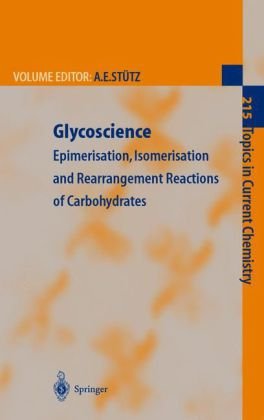 VOLUME EDITOR: A.E.STÜTZ
215 Topics in Current Chemistry
Glycoscience
Epimerisation, Isomerisation
and Rearrangement Reactions
of Carbohydrates
Springer